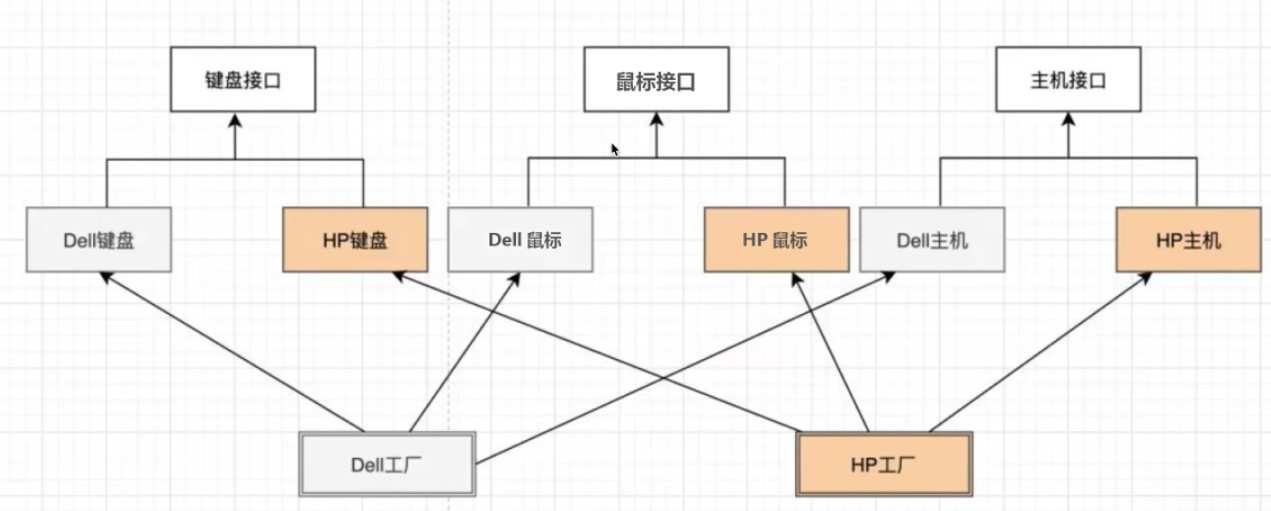 键盘接口
鼠标接口
主机接口
Dell键盘
HP键盘
Dell 鼠标
HP 鼠标
Dell主机
HP主机
Dell工厂
HP工厂